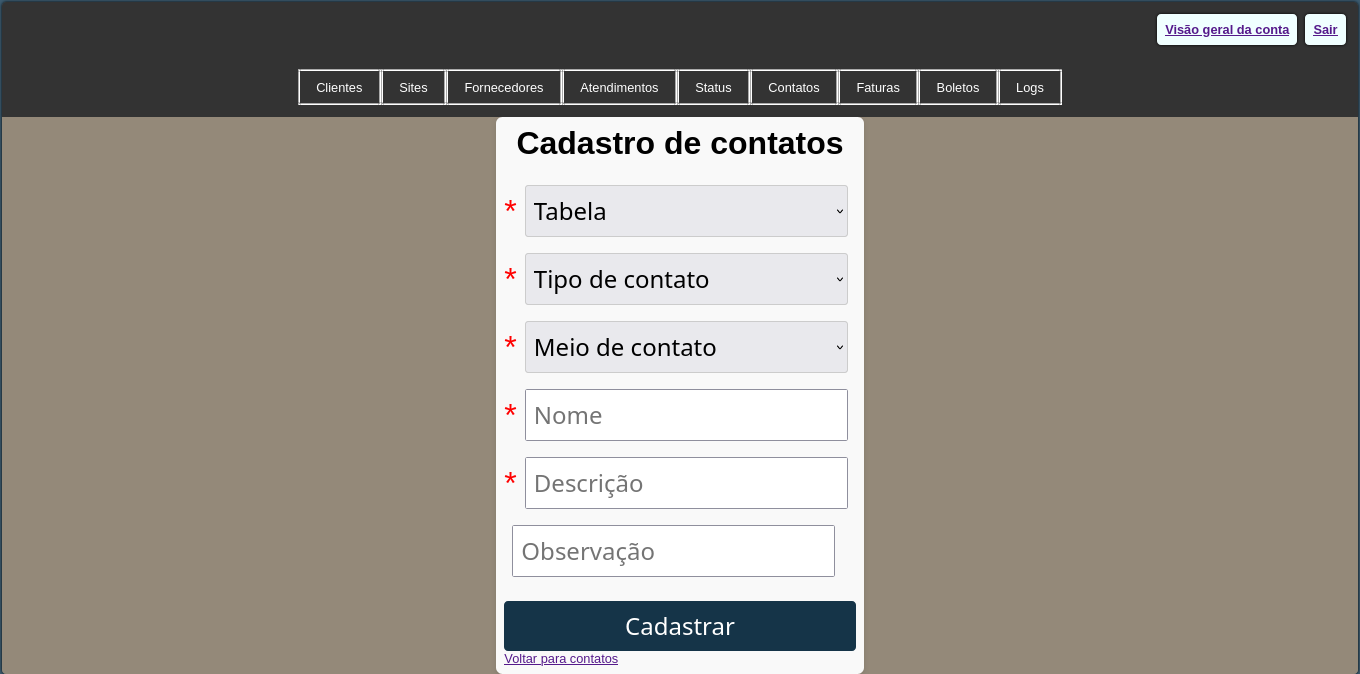 Visão geral da conta Sair
Clientes Sites Fornecedores Atendimentos Status Contatos Faturas Boletos Logs
Cadastro de contatos
* Tabela
* Tipo de contato
* Meio de contato
* Nome
* Descrição
Observação
Cadastrar
Voltar para contatos